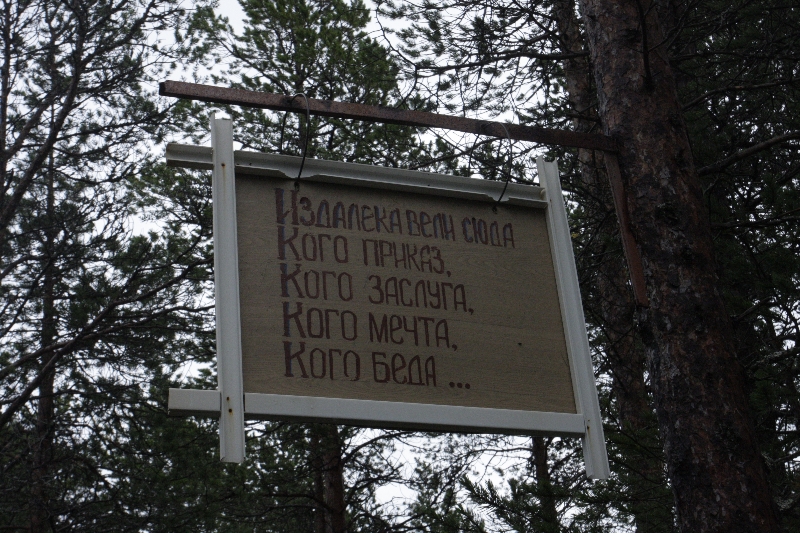 Издалека вели сюда
Кого приказ,
Кого заслуга,
Кого мечта,
Кого беда ...